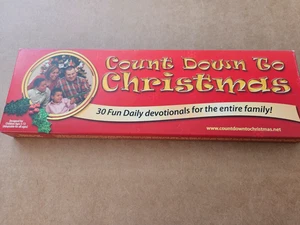 Count Down To
Christmas
30 Fun Daily devotionals for the entire family!
www.countdowntochristmas.net